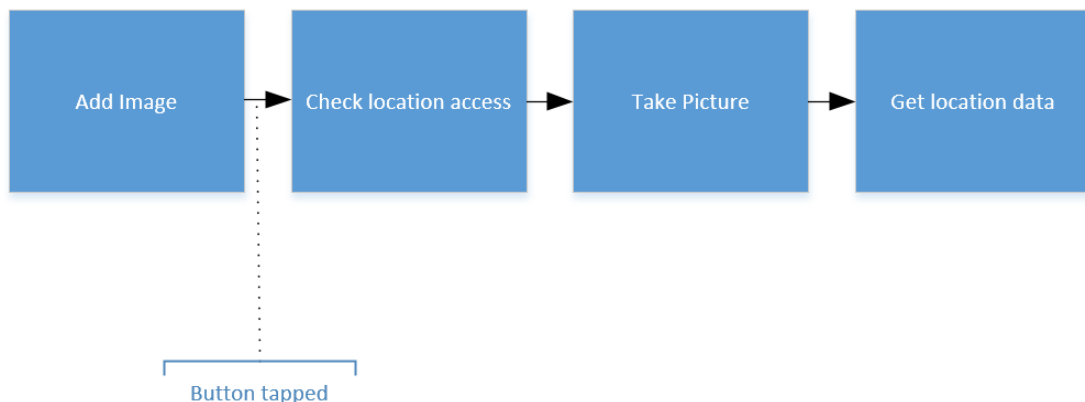 Add Image
Check location access
Take Picture
Get location data
Button tapped